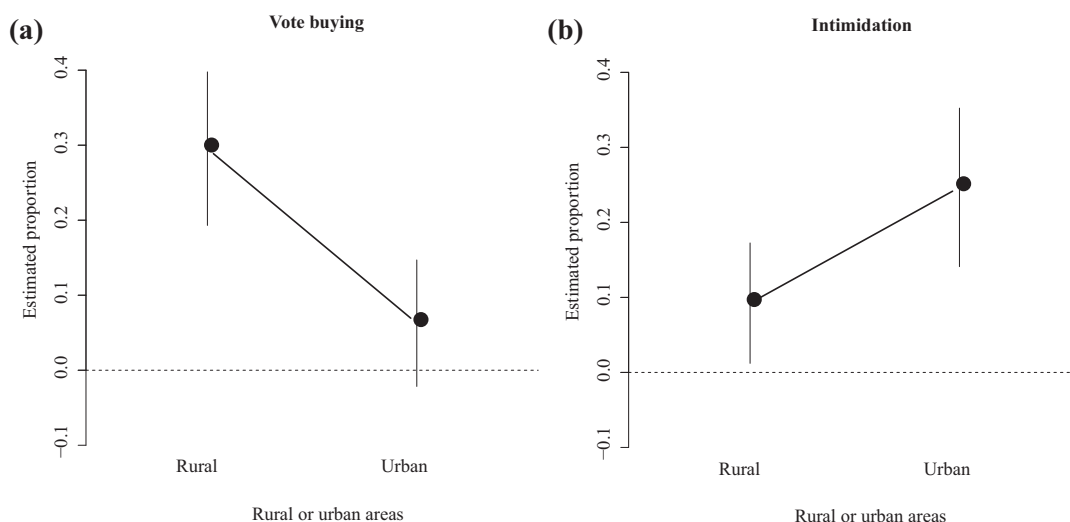 (a)
Vote buying
Estimated proportion
0.4
0.3
0.2
0.1
0.0
−0.1
Rural
Urban
Rural or urban areas
(b)
Intimidation
Estimated proportion
0.4
0.3
0.2
0.1
0.0
−0.1
Rural
Urban
Rural or urban areas